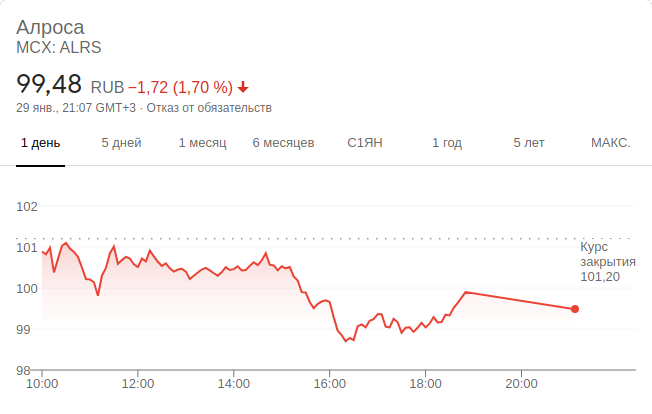 Алроса
MCX: ALRS
99,48 RUB −1,72 (1,70 %)
29 янв., 21:07 GMT+3 · Отказ от обязательств
1 день 5 дней 1 месяц 6 месяцев С1ЯН 1 год 5 лет МАКС.
102
101
100
99
98
Курс
закрытия
101,20
10:00 12:00 14:00 16:00 18:00 20:00